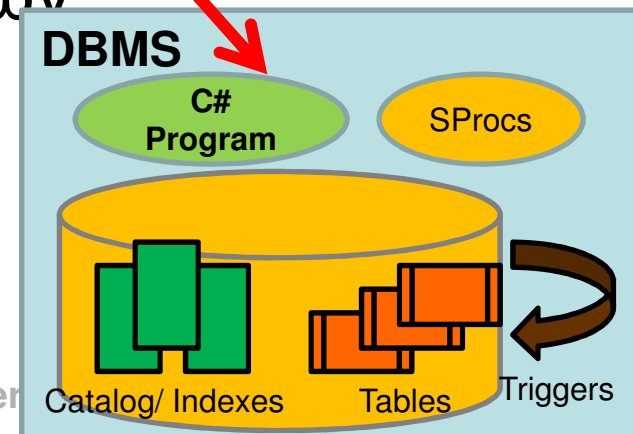 DBMS
C#
Program
SProcs
Catalog/ Indexes
Tables
Triggers